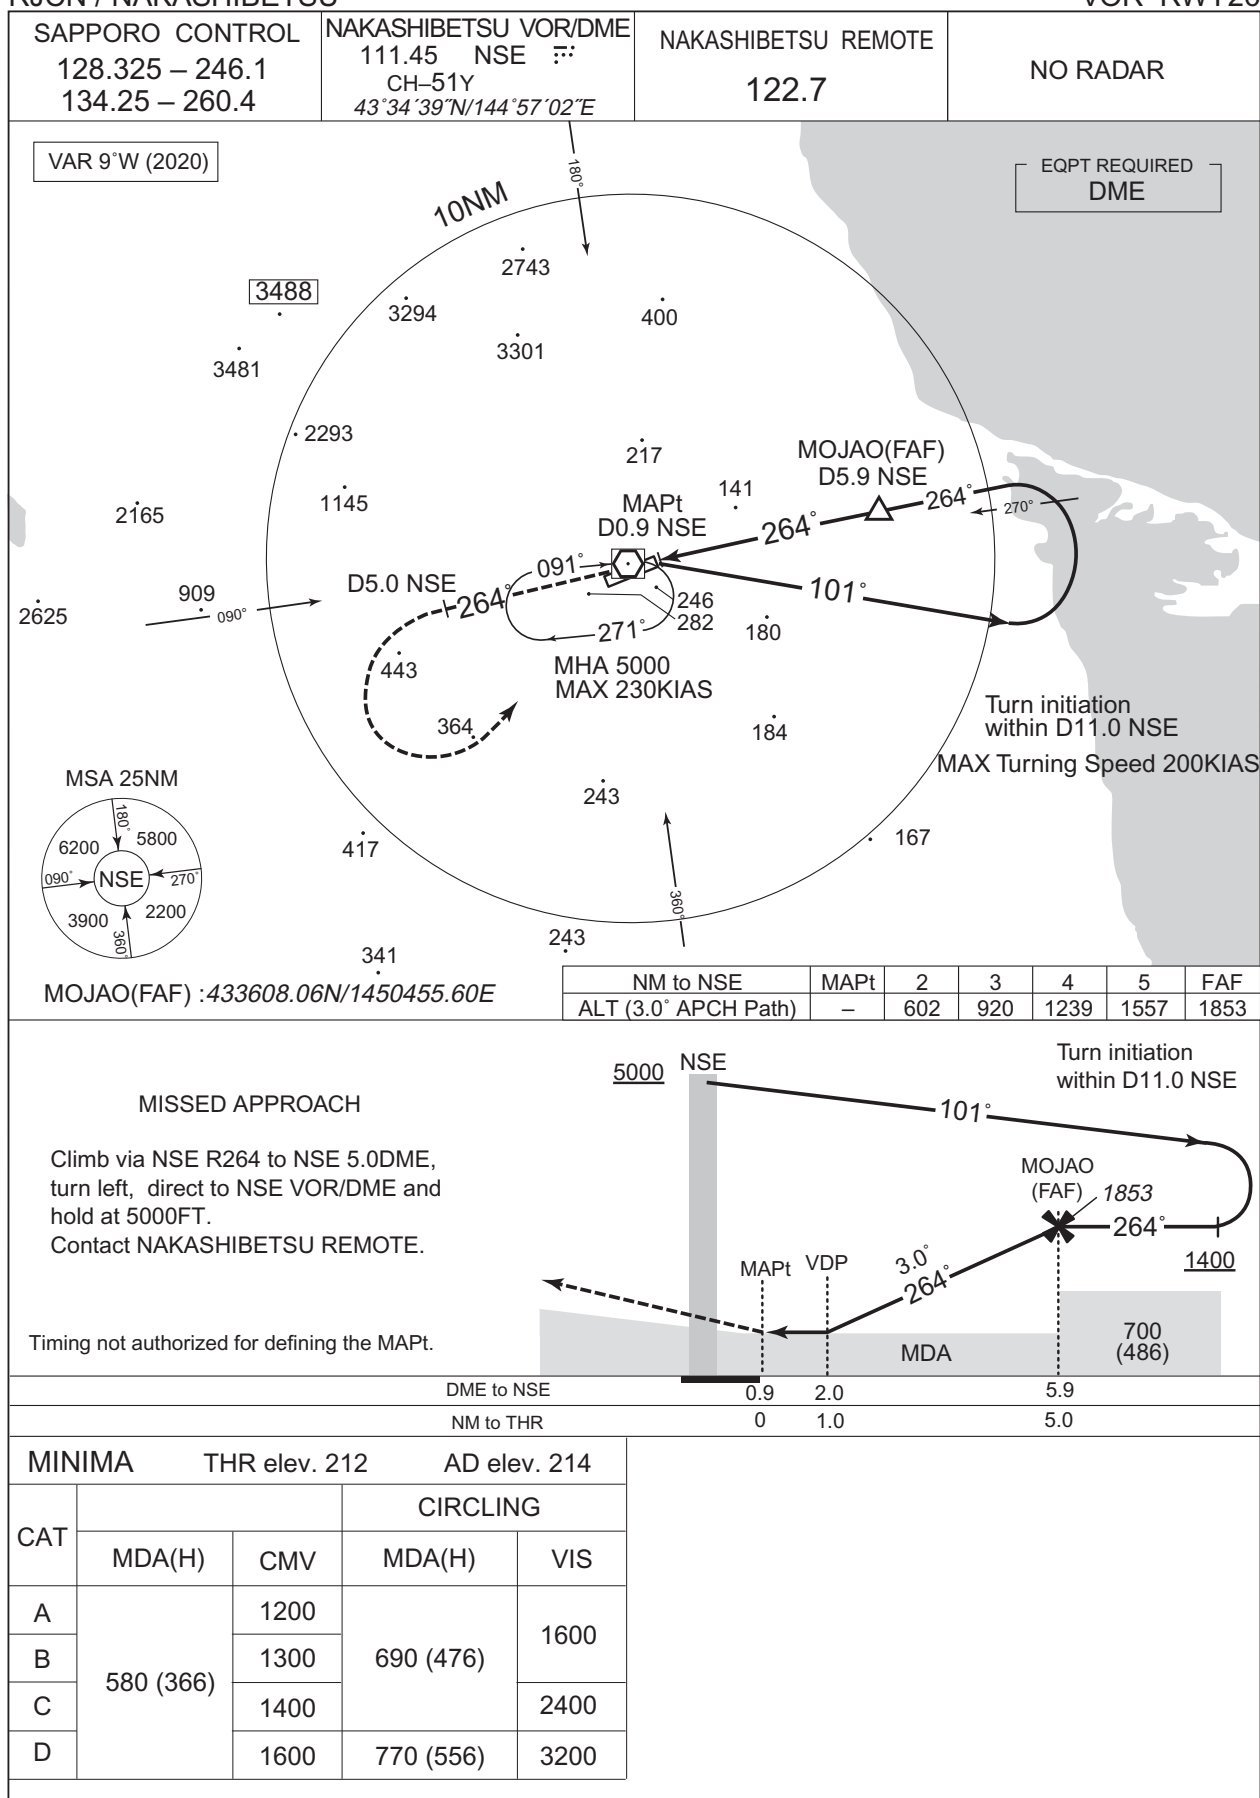 RJCN / NAKASHIBETSU
VOR RWY26
SAPPORO CONTROL
128.325 – 246.1
134.25 – 260.4
NAKASHIBETSU VOR/DME
111.45 NSE
CH–51Y
43°34´39˝N/144°57´02˝E
NAKASHIBETSU REMOTE
122.7
NO RADAR
VAR 9°W (2020)
EQPT REQUIRED
DME
180°
10NM
2743
3488
3294
400
3301
3481
2293
217
MOJAO(FAF)
D5.9 NSE
141
1145
2165
MAPt
D0.9 NSE
264°
270°
264°
091°
D5.0 NSE
264°
101°
909
090°
2625
246
282
271°
180
443
MHA 5000
MAX 230KIAS
364
184
Turn initiation
within D11.0 NSE
MAX Turning Speed 200KIAS
MSA 25NM
243
180°
6200
5800
417
167
090°
NSE
270°
3900
2200
360°
360°
243
341
MOJAO(FAF) :433608.06N/1450455.60E
NM to NSE MAPt 2 3 4 5 FAF
ALT (3.0° APCH Path) – 602 920 1239 1557 1853
MISSED APPROACH
Climb via NSE R264 to NSE 5.0DME,
turn left, direct to NSE VOR/DME and
hold at 5000FT.
Contact NAKASHIBETSU REMOTE.
Timing not authorized for defining the MAPt.
5000
NSE
Turn initiation
within D11.0 NSE
101°
MOJAO
(FAF)
1853
264°
1400
3.0°
264°
MAPt
VDP
MDA
700
(486)
DME to NSE 0.9 2.0 5.9
NM to THR 0 1.0 5.0
MINIMA THR elev. 212 AD elev. 214
CIRCLING
CAT
MDA(H) CMV MDA(H) VIS
A 1200
1600
B 1300 690 (476)
580 (366)
C 1400 2400
D 1600 770 (556) 3200